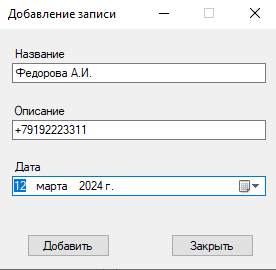 Добавление записи
Название
Федорова А.И.
Описание
+79192223311
Дата
12 марта 2024 г.
Добавить Закрыть